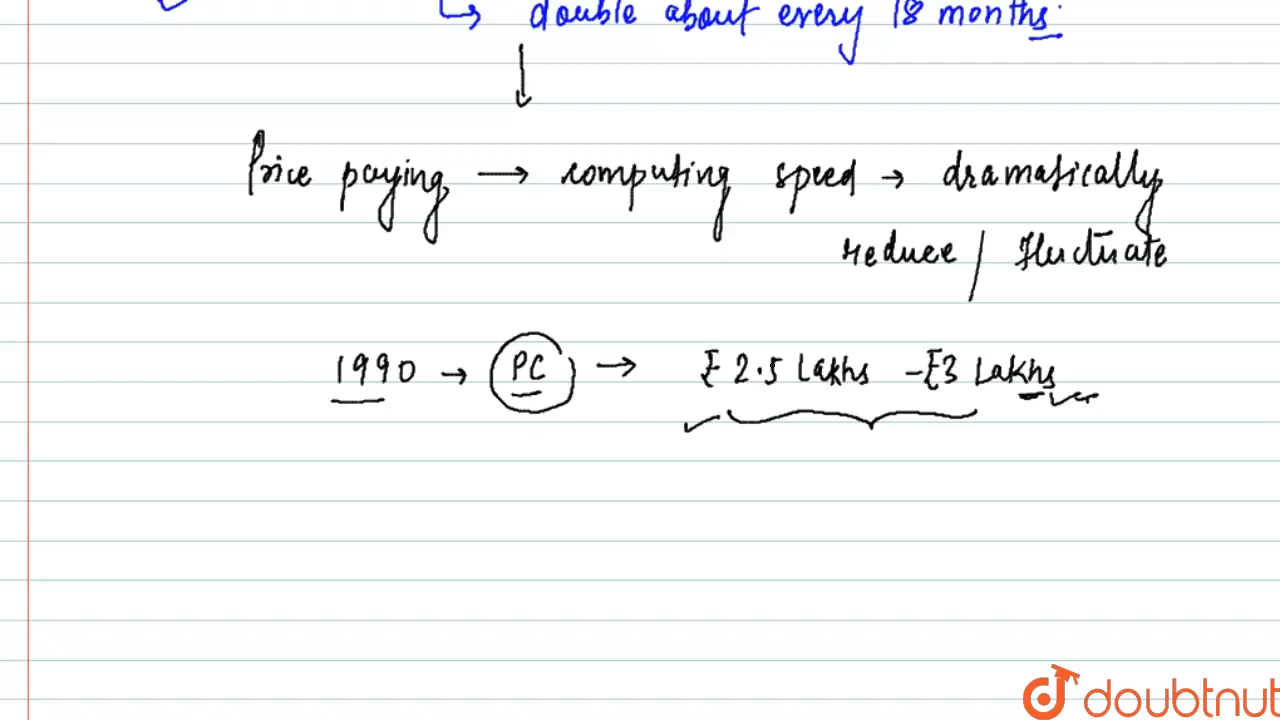 ↳ double about every 18 months.
↓
Price paying → computing speed → dramatically
reduce / fluctuate
1990 → PC → ₹ 2.5 Lakhs - ₹3 Lakhs
doubtnut